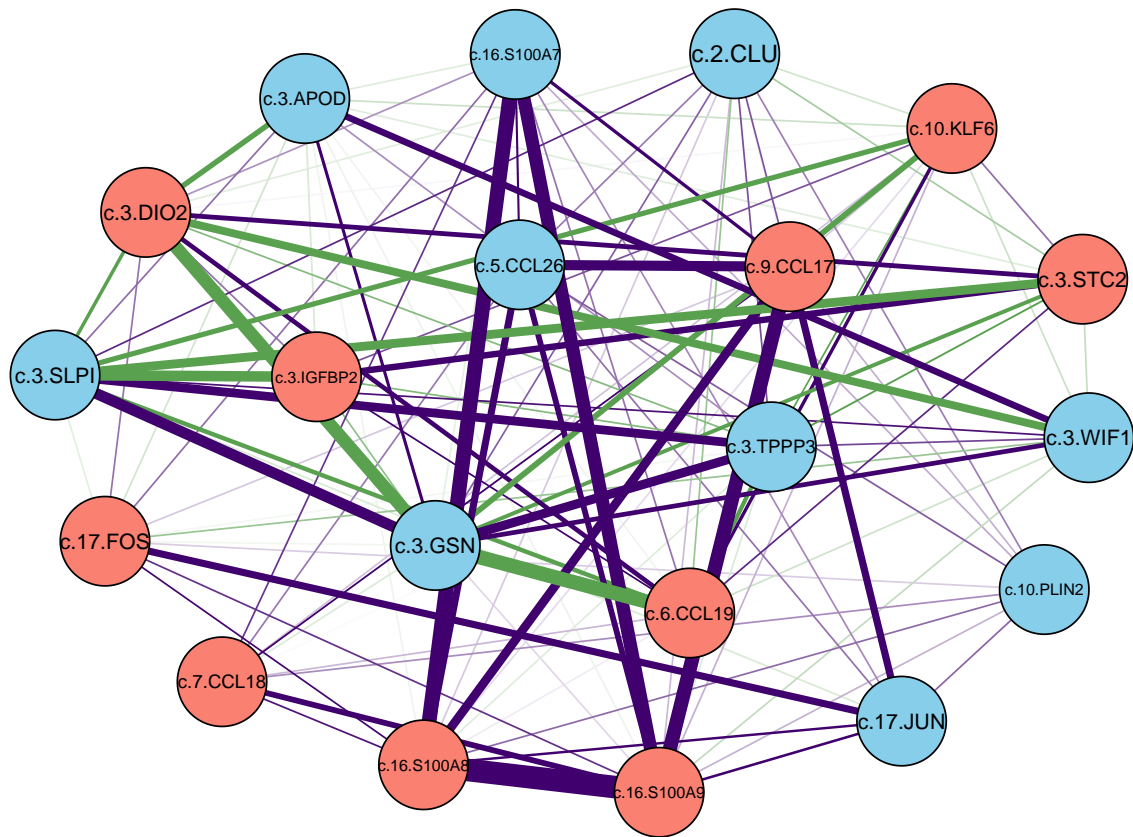 c.16.S100A7
c.2.CLU
c.3.APOD
c.10.KLF6
c.3.DIO2
c.5.CCL26
c.9.CCL17
c.3.STC2
c.3.SLPI
c.3.IGFBP2
c.3.TPPP3
c.3.WIF1
c.17.FOS
c.3.GSN
c.10.PLIN2
c.6.CCL19
c.7.CCL18
c.17.JUN
c.16.S100A8
c.16.S100A9